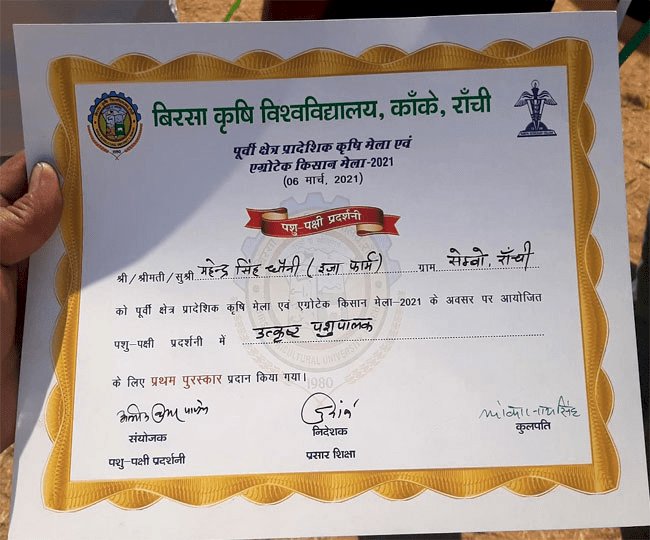 बिरसा कृषि विश्वविद्यालय, काँके, राँची
पूर्वी क्षेत्र प्रादेशिक कृषि मेला एवं
एग्रोटेक किसान मेला-2021
(06 मार्च, 2021)
पशु-पक्षी प्रदर्शनी
श्री/श्रीमती/सुश्री महेन्द्र सिंह धौनी (इजा फार्म) ग्राम सेम्बो राँची
को पूर्वी क्षेत्र प्रादेशिक कृषि मेला एवं एग्रोटेक किसान मेला-2021 के अवसर पर आयोजित
पशु-पक्षी प्रदर्शनी में उत्कृष्ट पशुपालक
के लिए प्रथम पुरस्कार प्रदान किया गया।
1980
संयोजक
पशु-पक्षी प्रदर्शनी
निदेशक
प्रसार शिक्षा
कुलपति